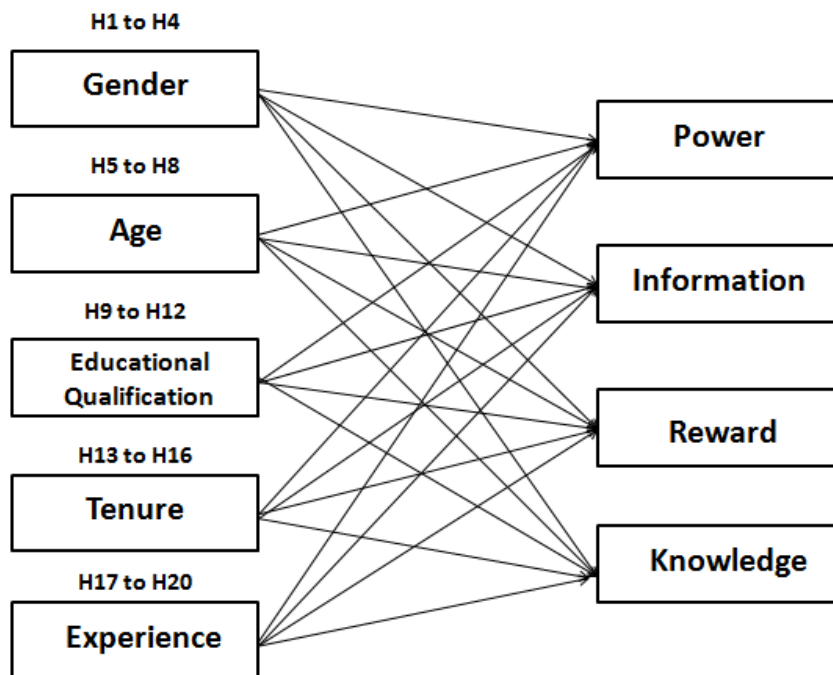 H1 to H4
Gender
H5 to H8
Age
H9 to H12
Educational
Qualification
H13 to H16
Tenure
H17 to H20
Experience
Power
Information
Reward
Knowledge